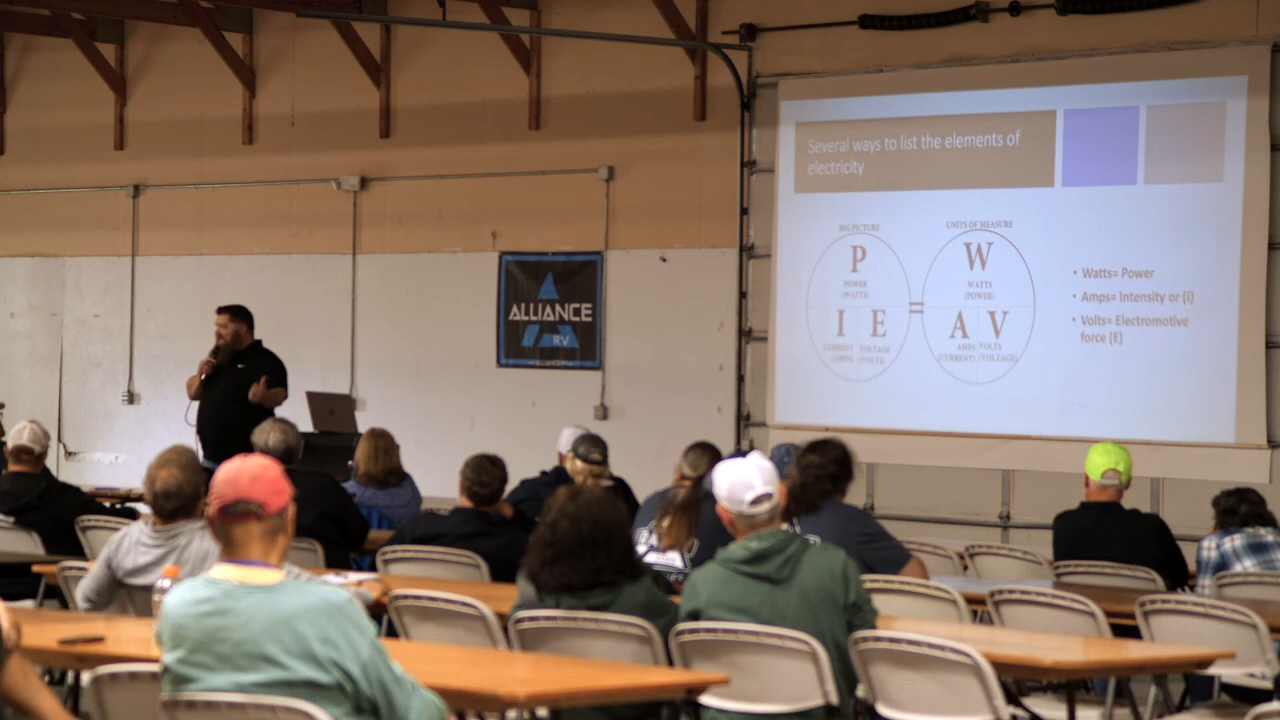 Several ways to list the elements of
electricity
BIG PICTURE
P
POWER
(WATTS)
I E
CURRENT VOLTAGE
(AMPS) (VOLTS)
=
UNITS OF MEASURE
W
WATTS
(POWER)
A V
AMPS VOLTS
(CURRENT) (VOLTAGE)
• Watts= Power
• Amps= Intensity or (I)
• Volts= Electromotive
force (E)
ALLIANCE
RV